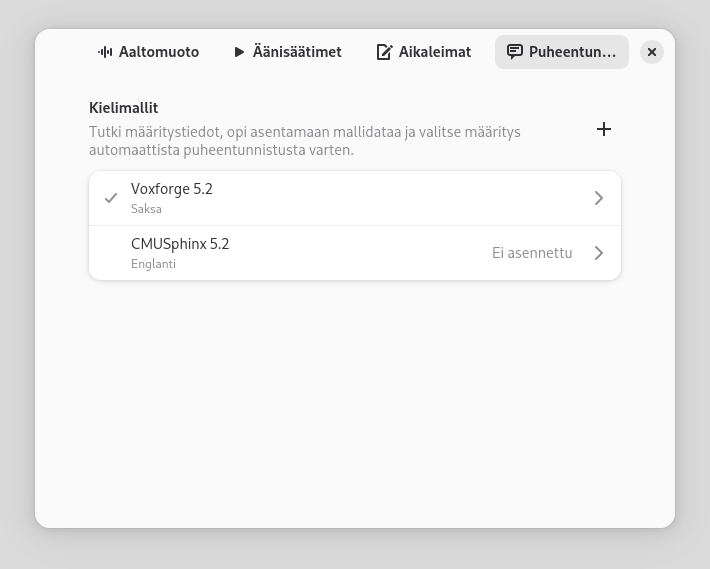 Aaltomuoto
Äänisäätimet
Aikaleimat
Puheentun…
Kielimallit
Tutki määritystiedot, opi asentamaan mallidataa ja valitse määritys
automaattista puheentunnistusta varten.
Voxforge 5.2
Saksa
CMUSphinx 5.2
Englanti
Ei asennettu